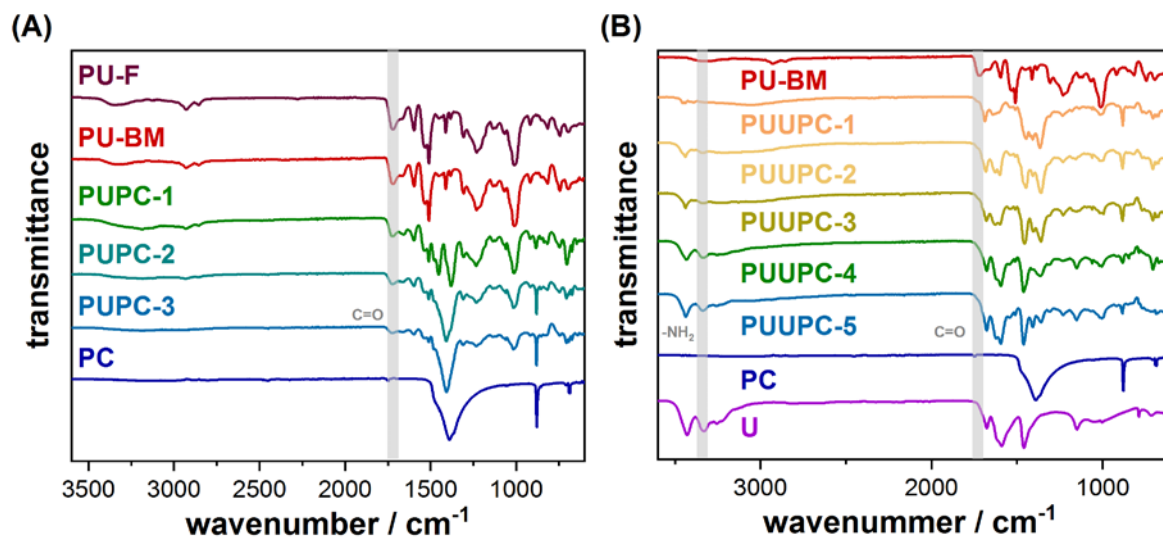 (A)
transmittance
PU-F
PU-BM
PUPC-1
PUPC-2
C=O
PUPC-3
PC
3500 3000 2500 2000 1500 1000
wavenumber / cm⁻¹
(B)
transmittance
PU-BM
PUUPC-1
PUUPC-2
PUUPC-3
PUUPC-4
PUUPC-5
-NH₂
C=O
PC
U
3000 2000 1000
wavenummer / cm⁻¹